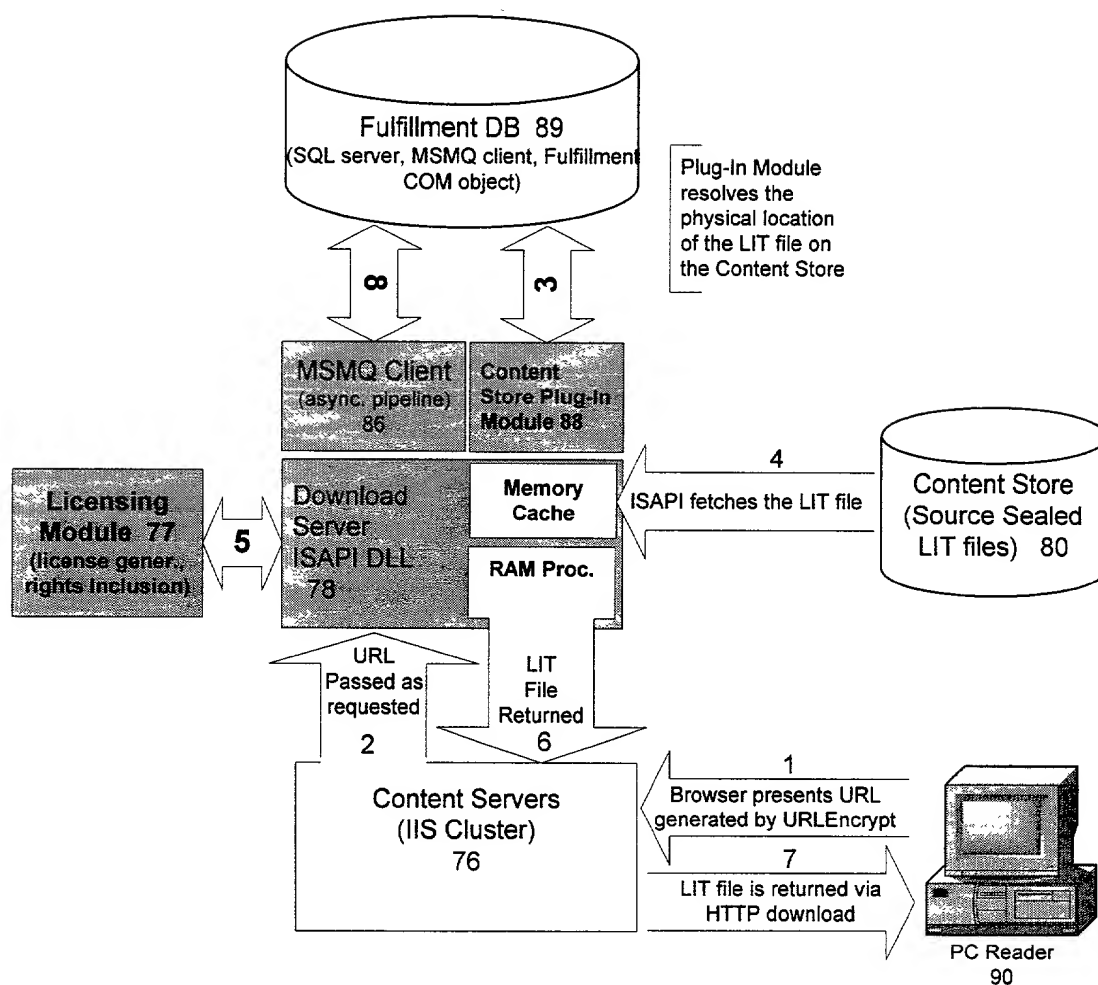 Fulfillment DB 89
(SQL server, MSMQ client, Fulfillment
COM object)
Plug-In Module
resolves the
physical location
of the LIT file on
the Content Store
8
3
MSMQ Client
(async. pipeline)
86
Content
Store Plug-in
Module 88
Licensing
Module 77
(license gener.,
rights inclusion)
5
Download
Server
ISAPI DLL
78
Memory
Cache
RAM Proc.
4
ISAPI fetches the LIT file
Content Store
(Source Sealed
LIT files) 80
URL
Passed as
requested
2
LIT
File
Returned
6
Content Servers
(IIS Cluster)
76
1
Browser presents URL
generated by URLEncrypt
7
LIT file is returned via
HTTP download
PC Reader
90